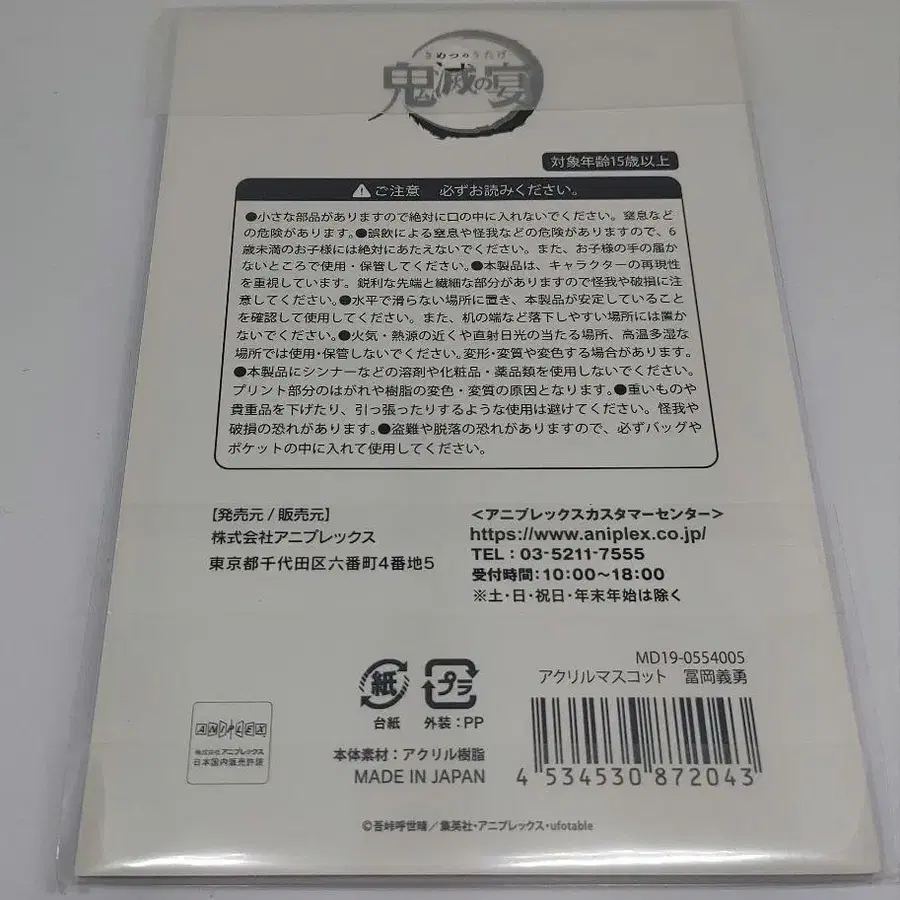 きめつのうたげ
鬼滅の宴
対象年齢15歳以上
ご注意 必ずお読みください。
●小さな部品がありますので絶対に口の中に入れないでください。窒息など
の危険があります。●誤飲による窒息や怪我などの危険がありますので、6
歳未満のお子様には絶対にあたえないでください。また、お子様の手の届か
ないところで使用・保管してください。●本製品は、キャラクターの再現性
を重視しています。鋭利な先端と繊細な部分がありますので怪我や破損に注
意してください。●水平で滑らない場所に置き、本製品が安定していること
を確認して使用してください。また、机の端など落下しやすい場所には置か
ないでください。●火気・熱源の近くや直射日光の当たる場所、高温多湿な
場所では使用・保管しないでください。変形・変質や変色する場合があります。
●本製品にシンナーなどの溶剤や化粧品・薬品類を使用しないでください。
プリント部分のはがれや樹脂の変色・変質の原因となります。●重いものや
貴重品を下げたり、引っ張ったりするような使用は避けてください。怪我や
破損の恐れがあります。●盗難や脱落の恐れがありますので、必ずバッグや
ポケットの中に入れて使用してください。
【発売元 / 販売元】
株式会社アニプレックス
東京都千代田区六番町4番地5
＜アニプレックスカスタマーセンター＞
https://www.aniplex.co.jp/
TEL：03-5211-7555
受付時間：10:00〜18:00
※土・日・祝日・年末年始は除く
MD19-0554005
アクリルマスコット 冨岡義勇
紙
台紙
プラ
外装：PP
ANIPLEX
株式会社アニプレックス
日本国内販売許諾
本体素材：アクリル樹脂
MADE IN JAPAN
4 534530 872043
©吾峠呼世晴／集英社・アニプレックス・ufotable